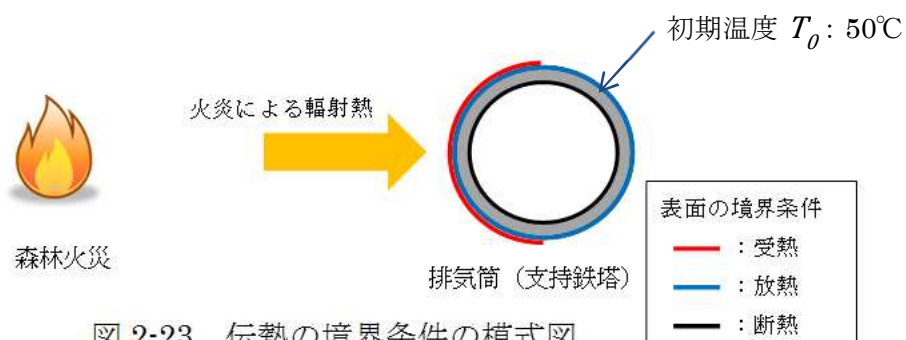 初期温度 T0：50℃
火炎による輻射熱
森林火災
排気筒（支持鉄塔）
表面の境界条件
：受熱
：放熱
：断熱
図 2-23　伝熱の境界条件の模式図